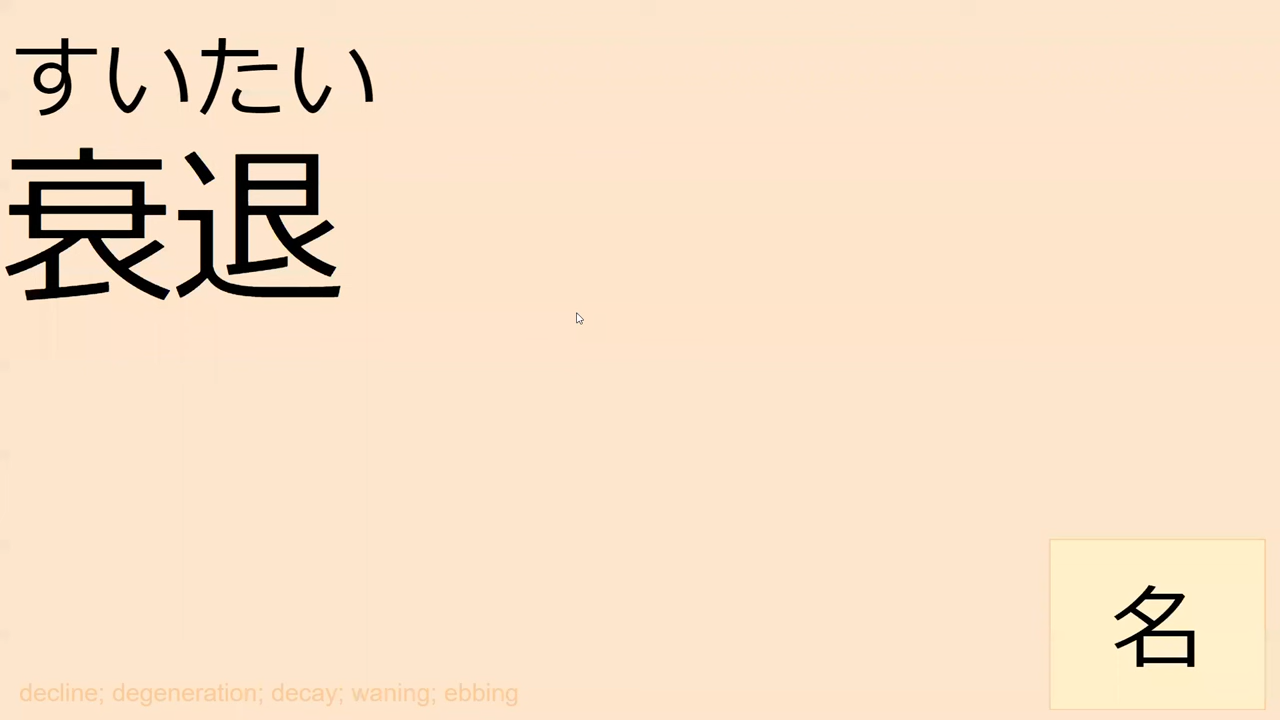 すいたい
衰退
名
decline; degeneration; decay; waning; ebbing